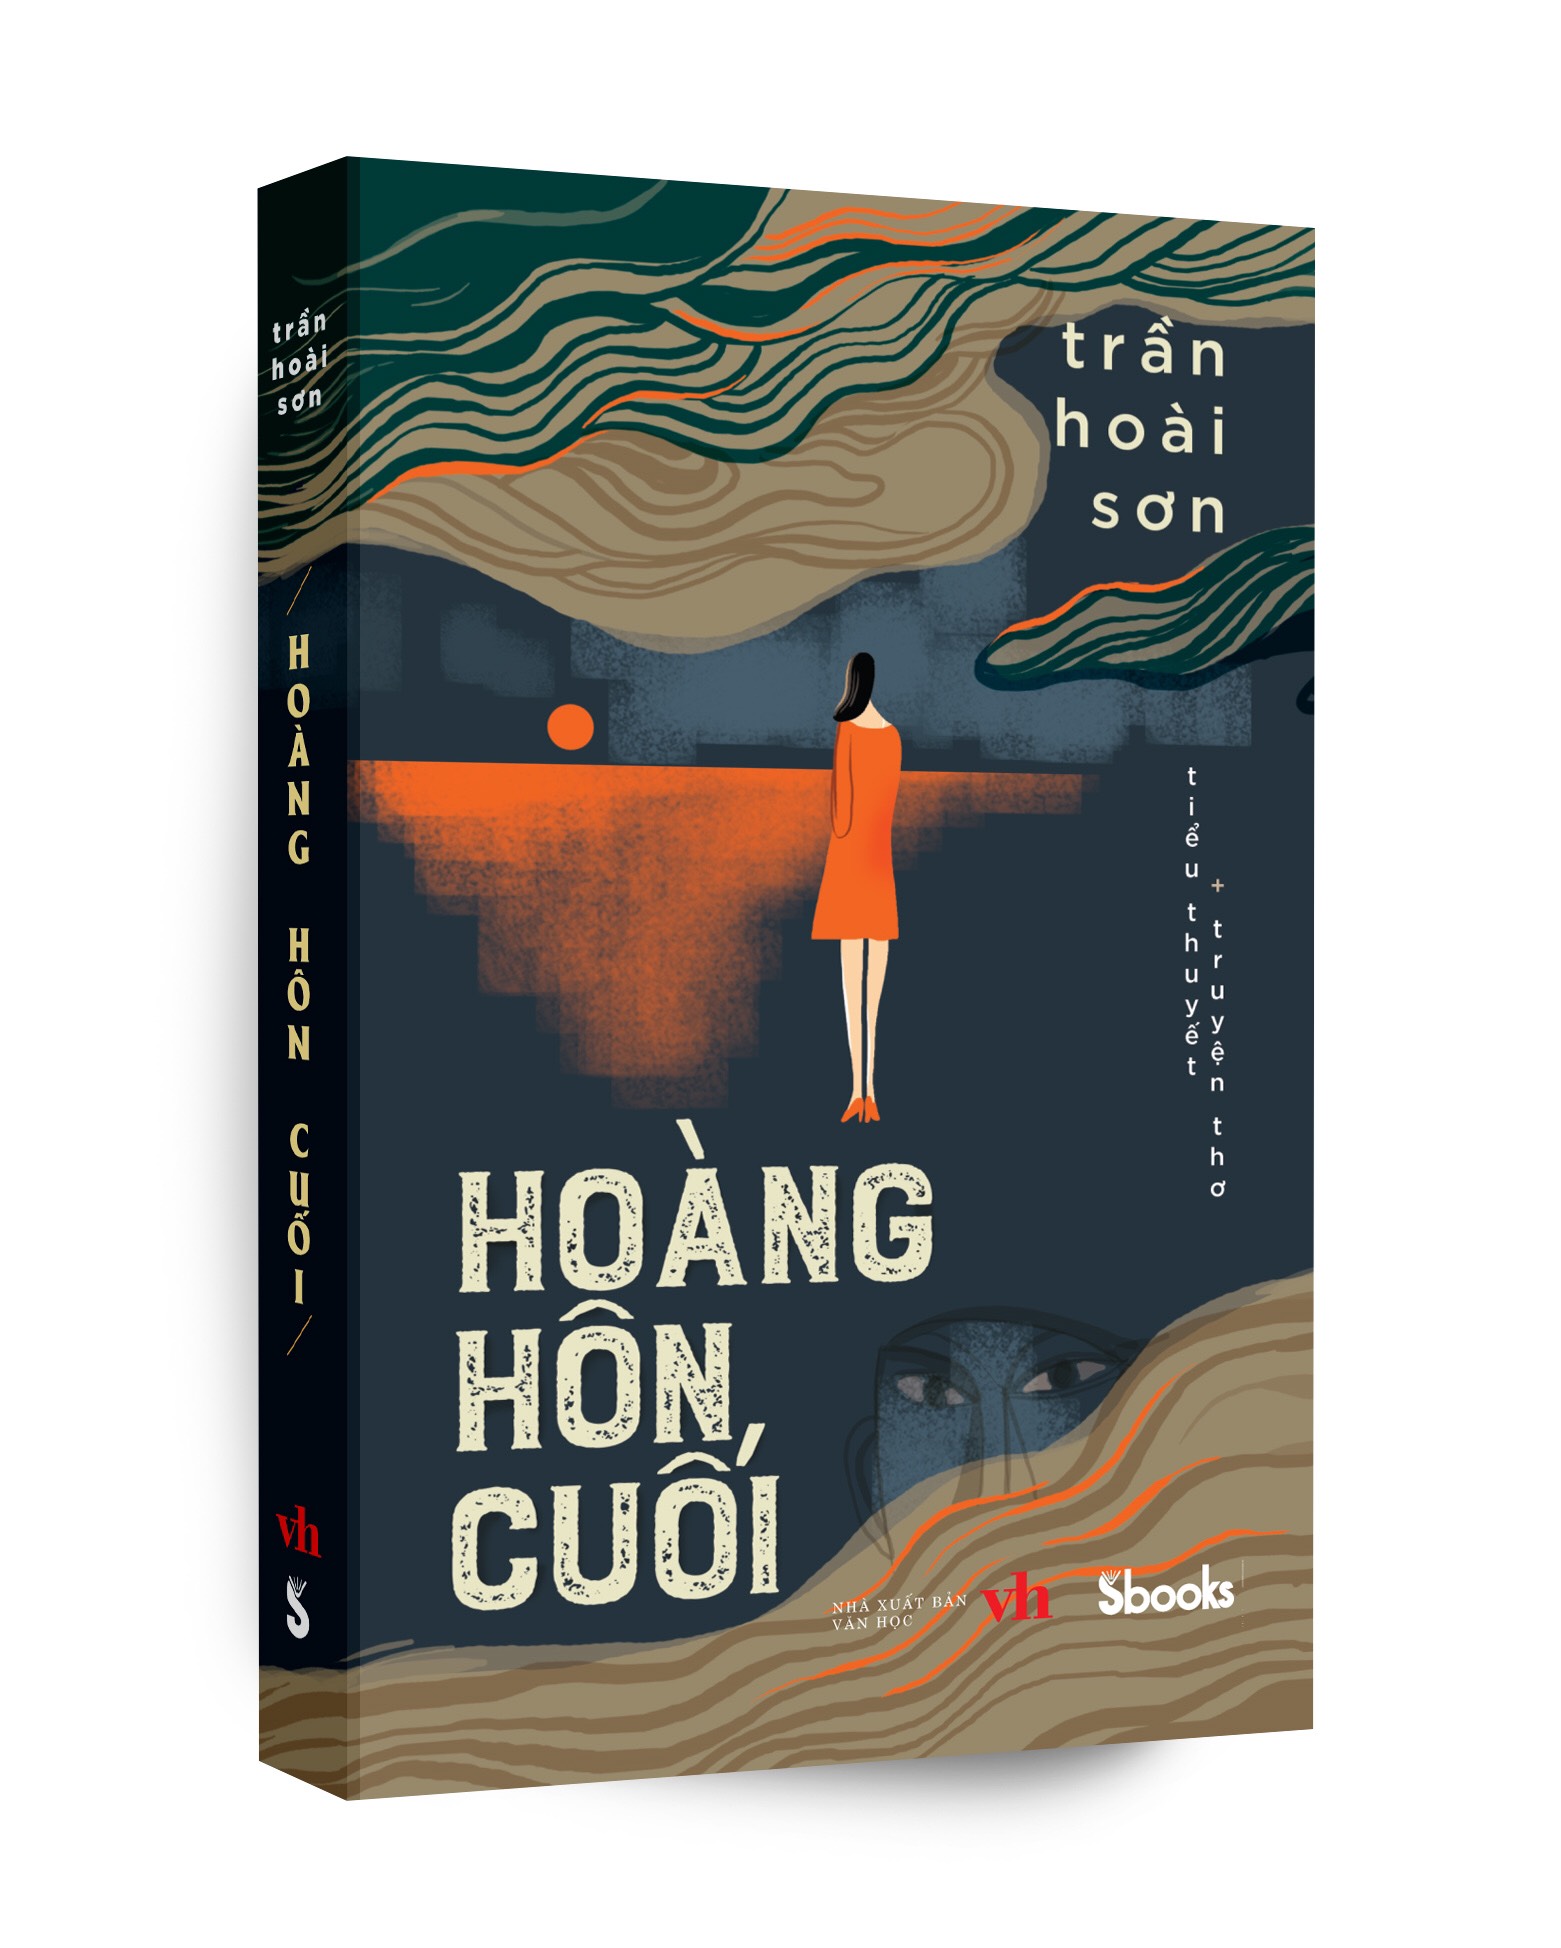 trần
hoài
sơn
HOÀNG HÔN CUỐI
vh
S
trần
hoài
sơn
tiểu thuyết
+ truyện thơ
HOÀNG
HÔN
CUỐI
NHÀ XUẤT BẢN
VĂN HỌC
vh
Sbooks